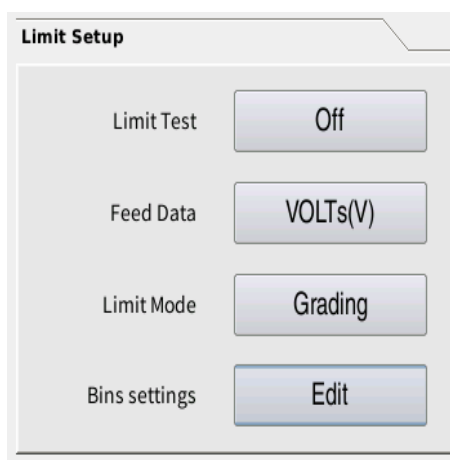 Limit Setup
Limit Test Off
Feed Data VOLTs(V)
Limit Mode Grading
Bins settings Edit